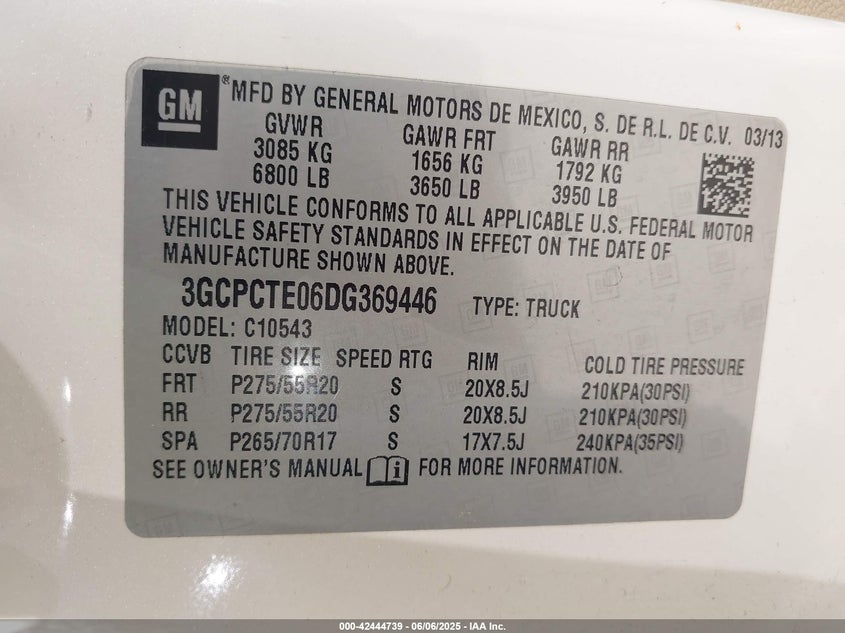 GM ® MFD BY GENERAL MOTORS DE MEXICO, S. DE R.L. DE C.V. 03/13
GVWR GAWR FRT GAWR RR
3085 KG 1656 KG 1792 KG
6800 LB 3650 LB 3950 LB
THIS VEHICLE CONFORMS TO ALL APPLICABLE U.S. FEDERAL MOTOR
VEHICLE SAFETY STANDARDS IN EFFECT ON THE DATE OF
MANUFACTURE SHOWN ABOVE.
3GCPCTE06DG369446 TYPE: TRUCK
MODEL: C10543
CCVB TIRE SIZE SPEED RTG RIM COLD TIRE PRESSURE
FRT P275/55R20 S 20X8.5J 210KPA(30PSI)
RR P275/55R20 S 20X8.5J 210KPA(30PSI)
SPA P265/70R17 S 17X7.5J 240KPA(35PSI)
SEE OWNER'S MANUAL i FOR MORE INFORMATION.
000-42444739 - 06/06/2025 - IAA Inc.